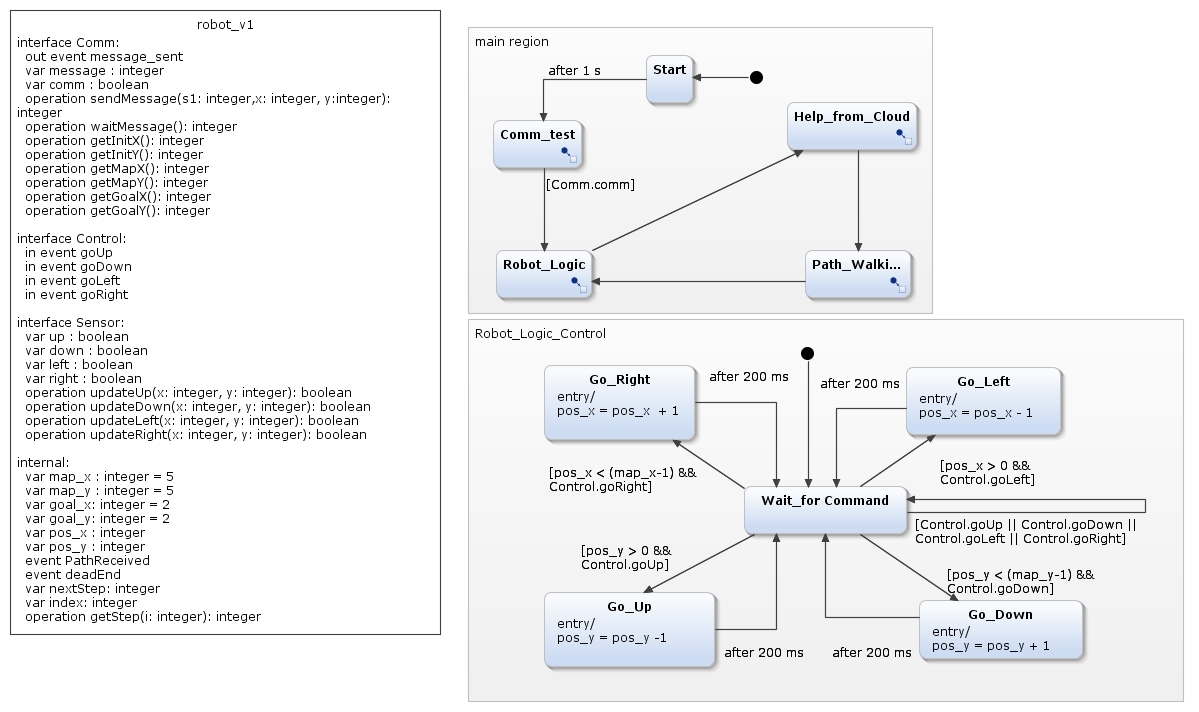 robot_v1
interface Comm:
out event message_sent
var message : integer
var comm : boolean
operation sendMessage(s1: integer,x: integer, y:integer):
integer
operation waitMessage(): integer
operation getInitX(): integer
operation getInitY(): integer
operation getMapX(): integer
operation getMapY(): integer
operation getGoalX(): integer
operation getGoalY(): integer
interface Control:
in event goUp
in event goDown
in event goLeft
in event goRight
interface Sensor:
var up : boolean
var down : boolean
var left : boolean
var right : boolean
operation updateUp(x: integer, y: integer): boolean
operation updateDown(x: integer, y: integer): boolean
operation updateLeft(x: integer, y: integer): boolean
operation updateRight(x: integer, y: integer): boolean
internal:
var map_x : integer = 5
var map_y : integer = 5
var goal_x: integer = 2
var goal_y: integer = 2
var pos_x : integer
var pos_y : integer
event PathReceived
event deadEnd
var nextStep: integer
var index: integer
operation getStep(i: integer): integer
main region
Start
after 1 s
Help_from_Cloud
Comm_test
[Comm.comm]
Robot_Logic
Path_Walki...
Robot_Logic_Control
Go_Right
entry/
pos_x = pos_x  + 1
after 200 ms
after 200 ms
Go_Left
entry/
pos_x = pos_x - 1
[pos_x < (map_x-1) &&
Control.goRight]
[pos_x > 0 &&
Control.goLeft]
Wait_for Command
[Control.goUp || Control.goDown ||
Control.goLeft || Control.goRight]
[pos_y > 0 &&
Control.goUp]
[pos_y < (map_y-1) &&
Control.goDown]
Go_Up
entry/
pos_y = pos_y -1
after 200 ms
after 200 ms
Go_Down
entry/
pos_y = pos_y + 1